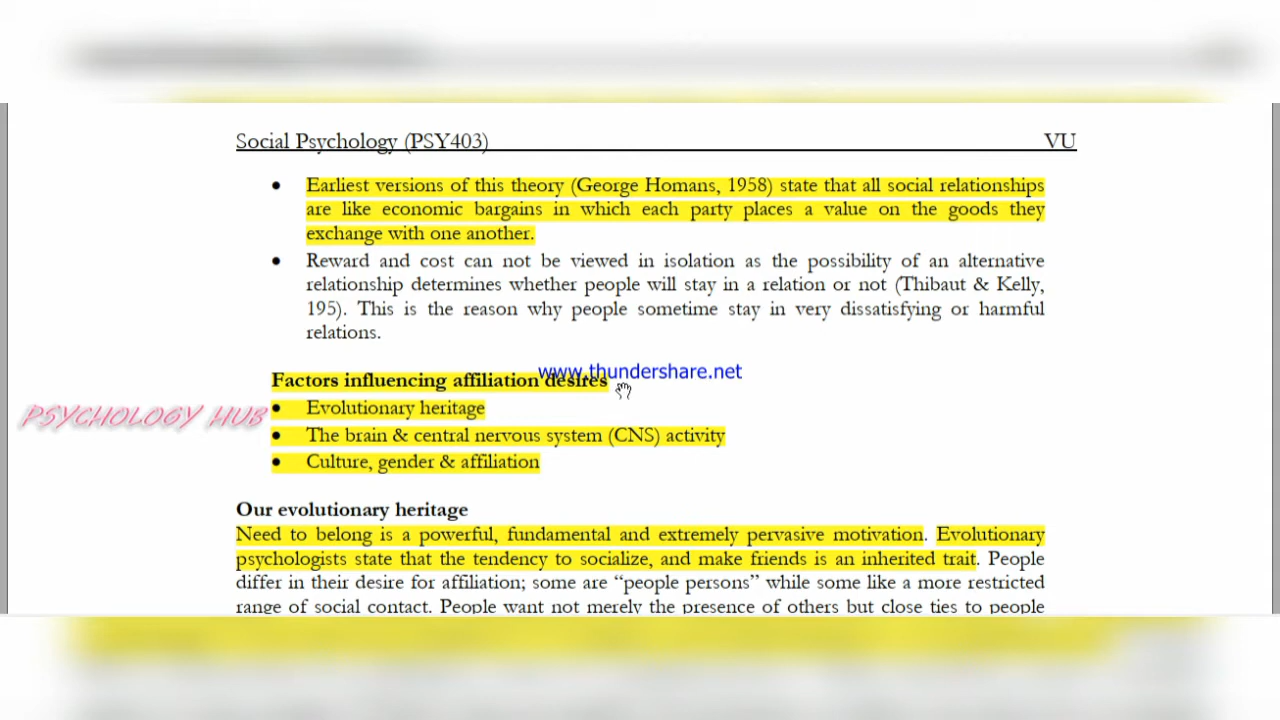 Social Psychology (PSY403) VU
• Earliest versions of this theory (George Homans, 1958) state that all social relationships
are like economic bargains in which each party places a value on the goods they
exchange with one another.
• Reward and cost can not be viewed in isolation as the possibility of an alternative
relationship determines whether people will stay in a relation or not (Thibaut & Kelly,
195). This is the reason why people sometime stay in very dissatisfying or harmful
relations.
www.thundershare.net
Factors influencing affiliation desires
PSYCHOLOGY HUB
• Evolutionary heritage
• The brain & central nervous system (CNS) activity
• Culture, gender & affiliation
Our evolutionary heritage
Need to belong is a powerful, fundamental and extremely pervasive motivation. Evolutionary
psychologists state that the tendency to socialize, and make friends is an inherited trait. People
differ in their desire for affiliation; some are “people persons” while some like a more restricted
range of social contact. People want not merely the presence of others but close ties to people